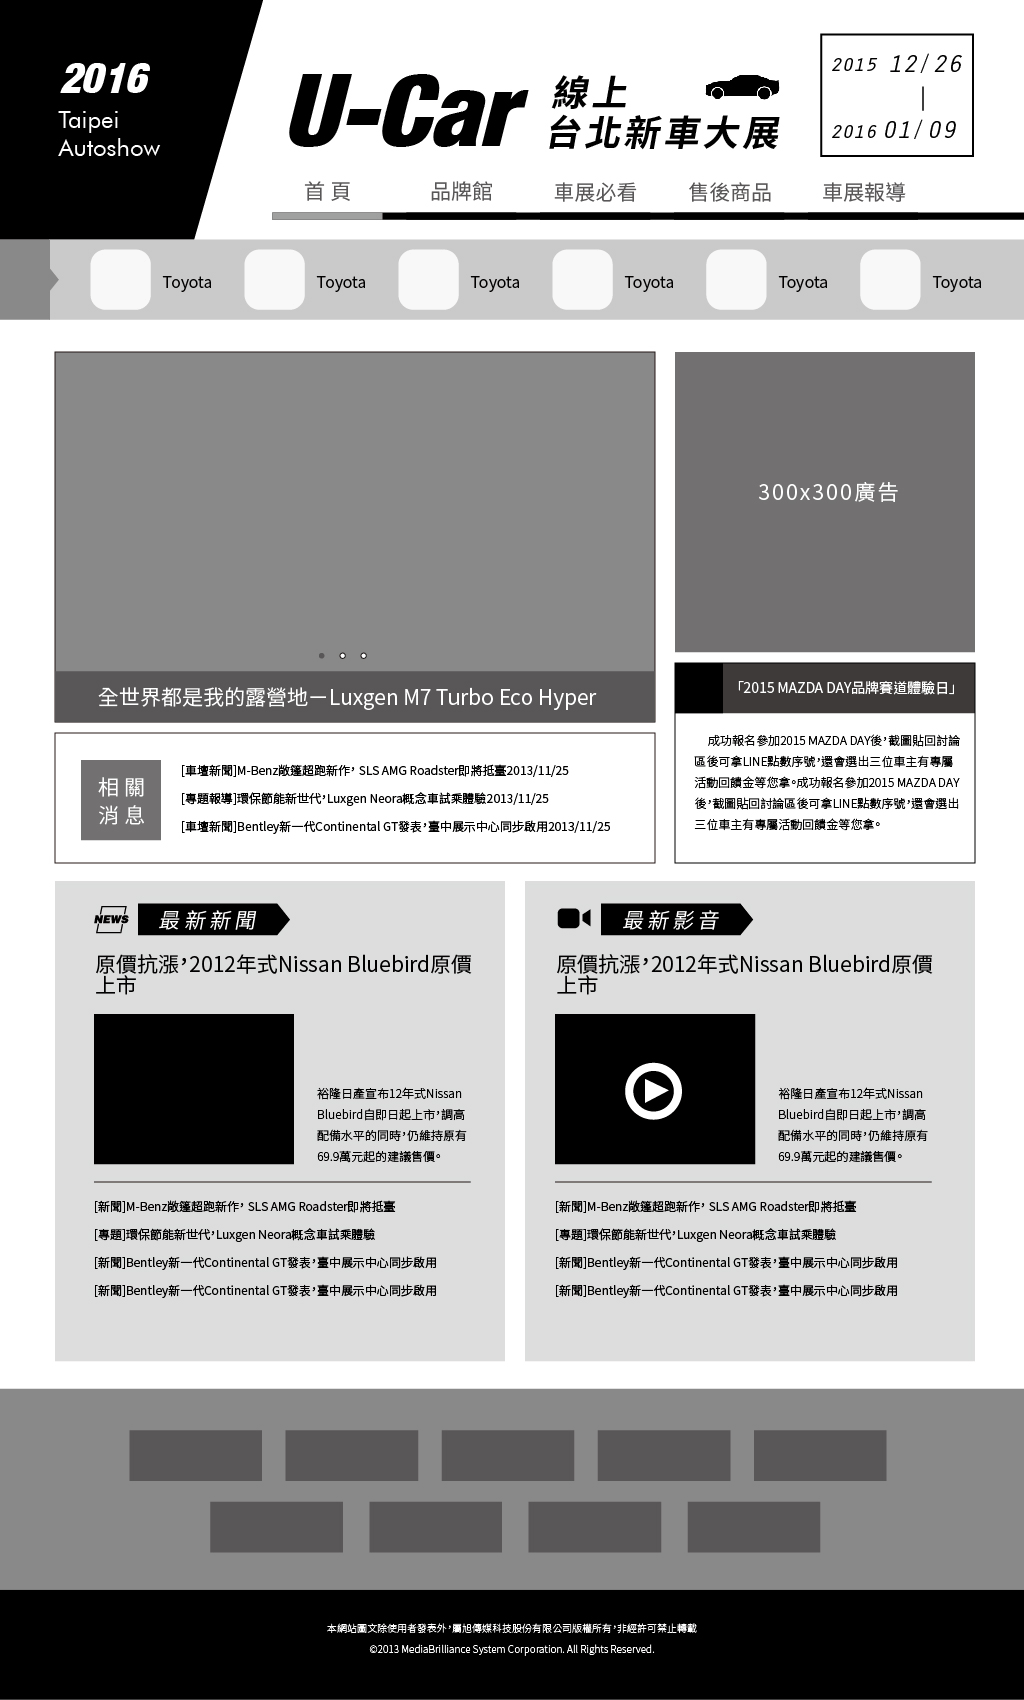 2016
Taipei
Autoshow
U-Car
線上
台北新車大展
2015 12/26
|
2016 01/09
首 頁 品牌館 車展必看 售後商品 車展報導
Toyota Toyota Toyota Toyota Toyota Toyota
300x300廣告
全世界都是我的露營地－Luxgen M7 Turbo Eco Hyper
「2015 MAZDA DAY品牌賽道體驗日」
成功報名參加2015 MAZDA DAY後，截圖貼回討論
區後可拿LINE點數序號，還會選出三位車主有專屬
活動回饋金等您拿。成功報名參加2015 MAZDA DAY
後，截圖貼回討論區後可拿LINE點數序號，還會選出
三位車主有專屬活動回饋金等您拿。
相 關
消 息
[車壇新聞]M-Benz敞篷超跑新作， SLS AMG Roadster即將抵臺2013/11/25
[專題報導]環保節能新世代，Luxgen Neora概念車試乘體驗2013/11/25
[車壇新聞]Bentley新一代Continental GT發表，臺中展示中心同步啟用2013/11/25
NEWS
最新新聞
原價抗漲，2012年式Nissan Bluebird原價
上市
裕隆日產宣布12年式Nissan
Bluebird自即日起上市，調高
配備水平的同時，仍維持原有
69.9萬元起的建議售價。
[新聞]M-Benz敞篷超跑新作， SLS AMG Roadster即將抵臺
[專題]環保節能新世代，Luxgen Neora概念車試乘體驗
[新聞]Bentley新一代Continental GT發表，臺中展示中心同步啟用
[新聞]Bentley新一代Continental GT發表，臺中展示中心同步啟用
最新影音
原價抗漲，2012年式Nissan Bluebird原價
上市
裕隆日產宣布12年式Nissan
Bluebird自即日起上市，調高
配備水平的同時，仍維持原有
69.9萬元起的建議售價。
[新聞]M-Benz敞篷超跑新作， SLS AMG Roadster即將抵臺
[專題]環保節能新世代，Luxgen Neora概念車試乘體驗
[新聞]Bentley新一代Continental GT發表，臺中展示中心同步啟用
[新聞]Bentley新一代Continental GT發表，臺中展示中心同步啟用
本網站圖文除使用者發表外，屬旭傳媒科技股份有限公司版權所有，非經許可禁止轉載
©2013 MediaBrilliance System Corporation. All Rights Reserved.